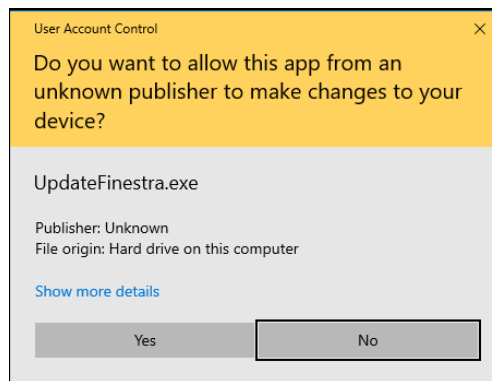 User Account Control
Do you want to allow this app from an
unknown publisher to make changes to your
device?
UpdateFinestra.exe
Publisher: Unknown
File origin: Hard drive on this computer
Show more details
Yes
No